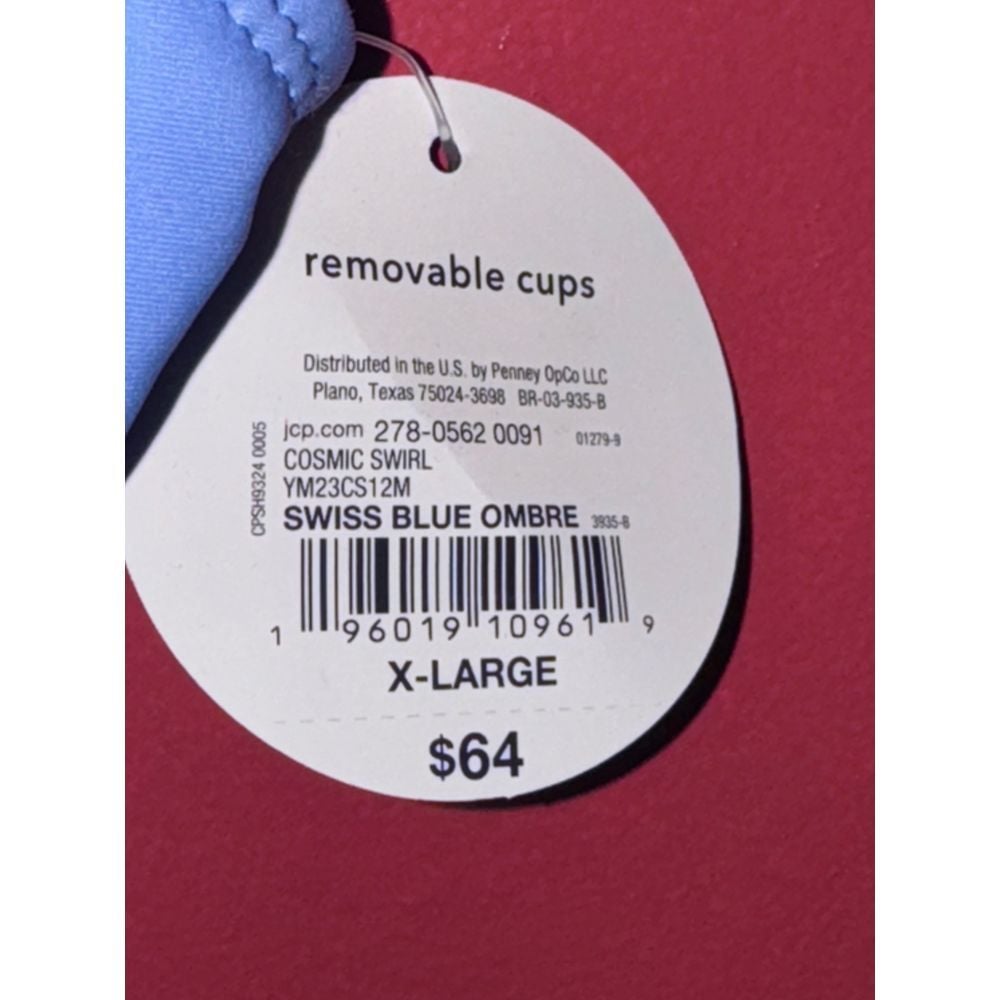 removable cups
Distributed in the U.S. by Penney OpCo LLC
Plano, Texas 75024-3698 BR-03-935-B
jcp.com 278-0562 0091 01279-9
COSMIC SWIRL
YM23CS12M
SWISS BLUE OMBRE 3935-B
CPSH9324 0005
1 96019 10961 9
X-LARGE
$64